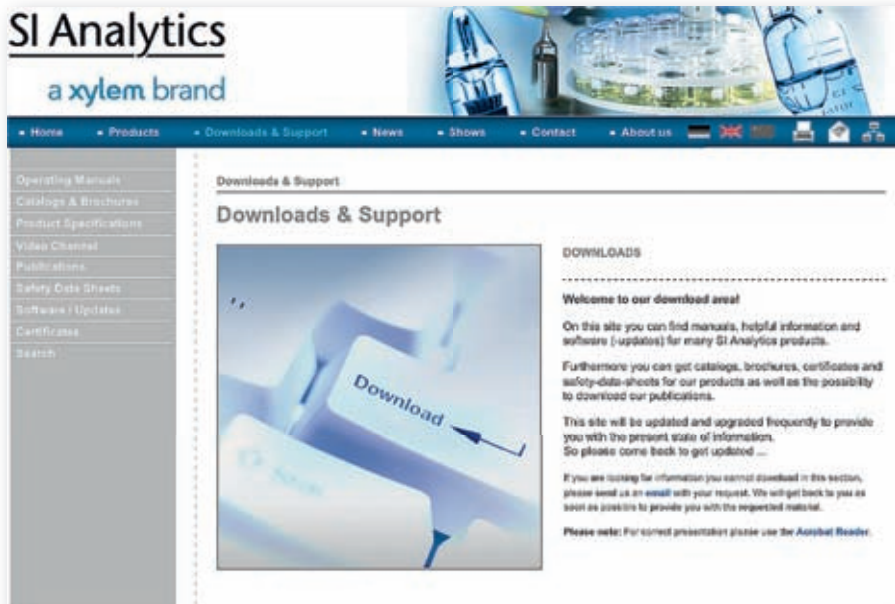 SI Analytics
a xylem brand
Home Products Downloads & Support News Shows Contact About us
Operating Manuals
Catalogs & Brochures
Product Specifications
Video Channel
Publications
Safety Data Sheets
Software / Updates
Certificates
Search
Downloads & Support
Downloads & Support
Download
DOWNLOADS
Welcome to our download area!
On this site you can find manuals, helpful information and
software (-updates) for many SI Analytics products.
Furthermore you can get catalogs, brochures, certificates and
safety-data-sheets for our products as well as the possibility
to download our publications.
This site will be updated and upgraded frequently to provide
you with the present state of information.
So please come back to get updated ...
If you are looking for information you cannot download in this section,
please send us an email with your request. We will get back to you as
soon as possible to provide you with the requested material.
Please note: For correct presentation please use the Acrobat Reader.